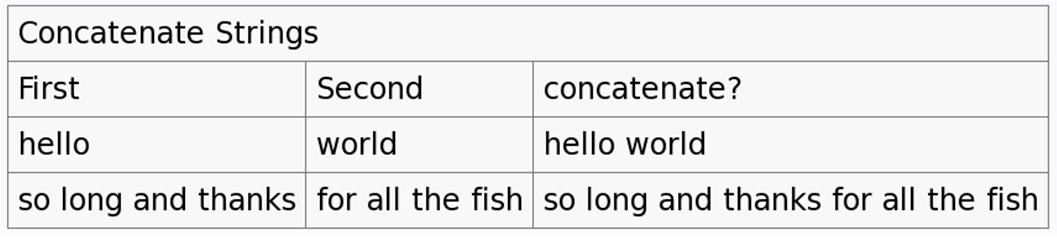 Concatenate Strings
First Second concatenate?
hello world hello world
so long and thanks for all the fish so long and thanks for all the fish